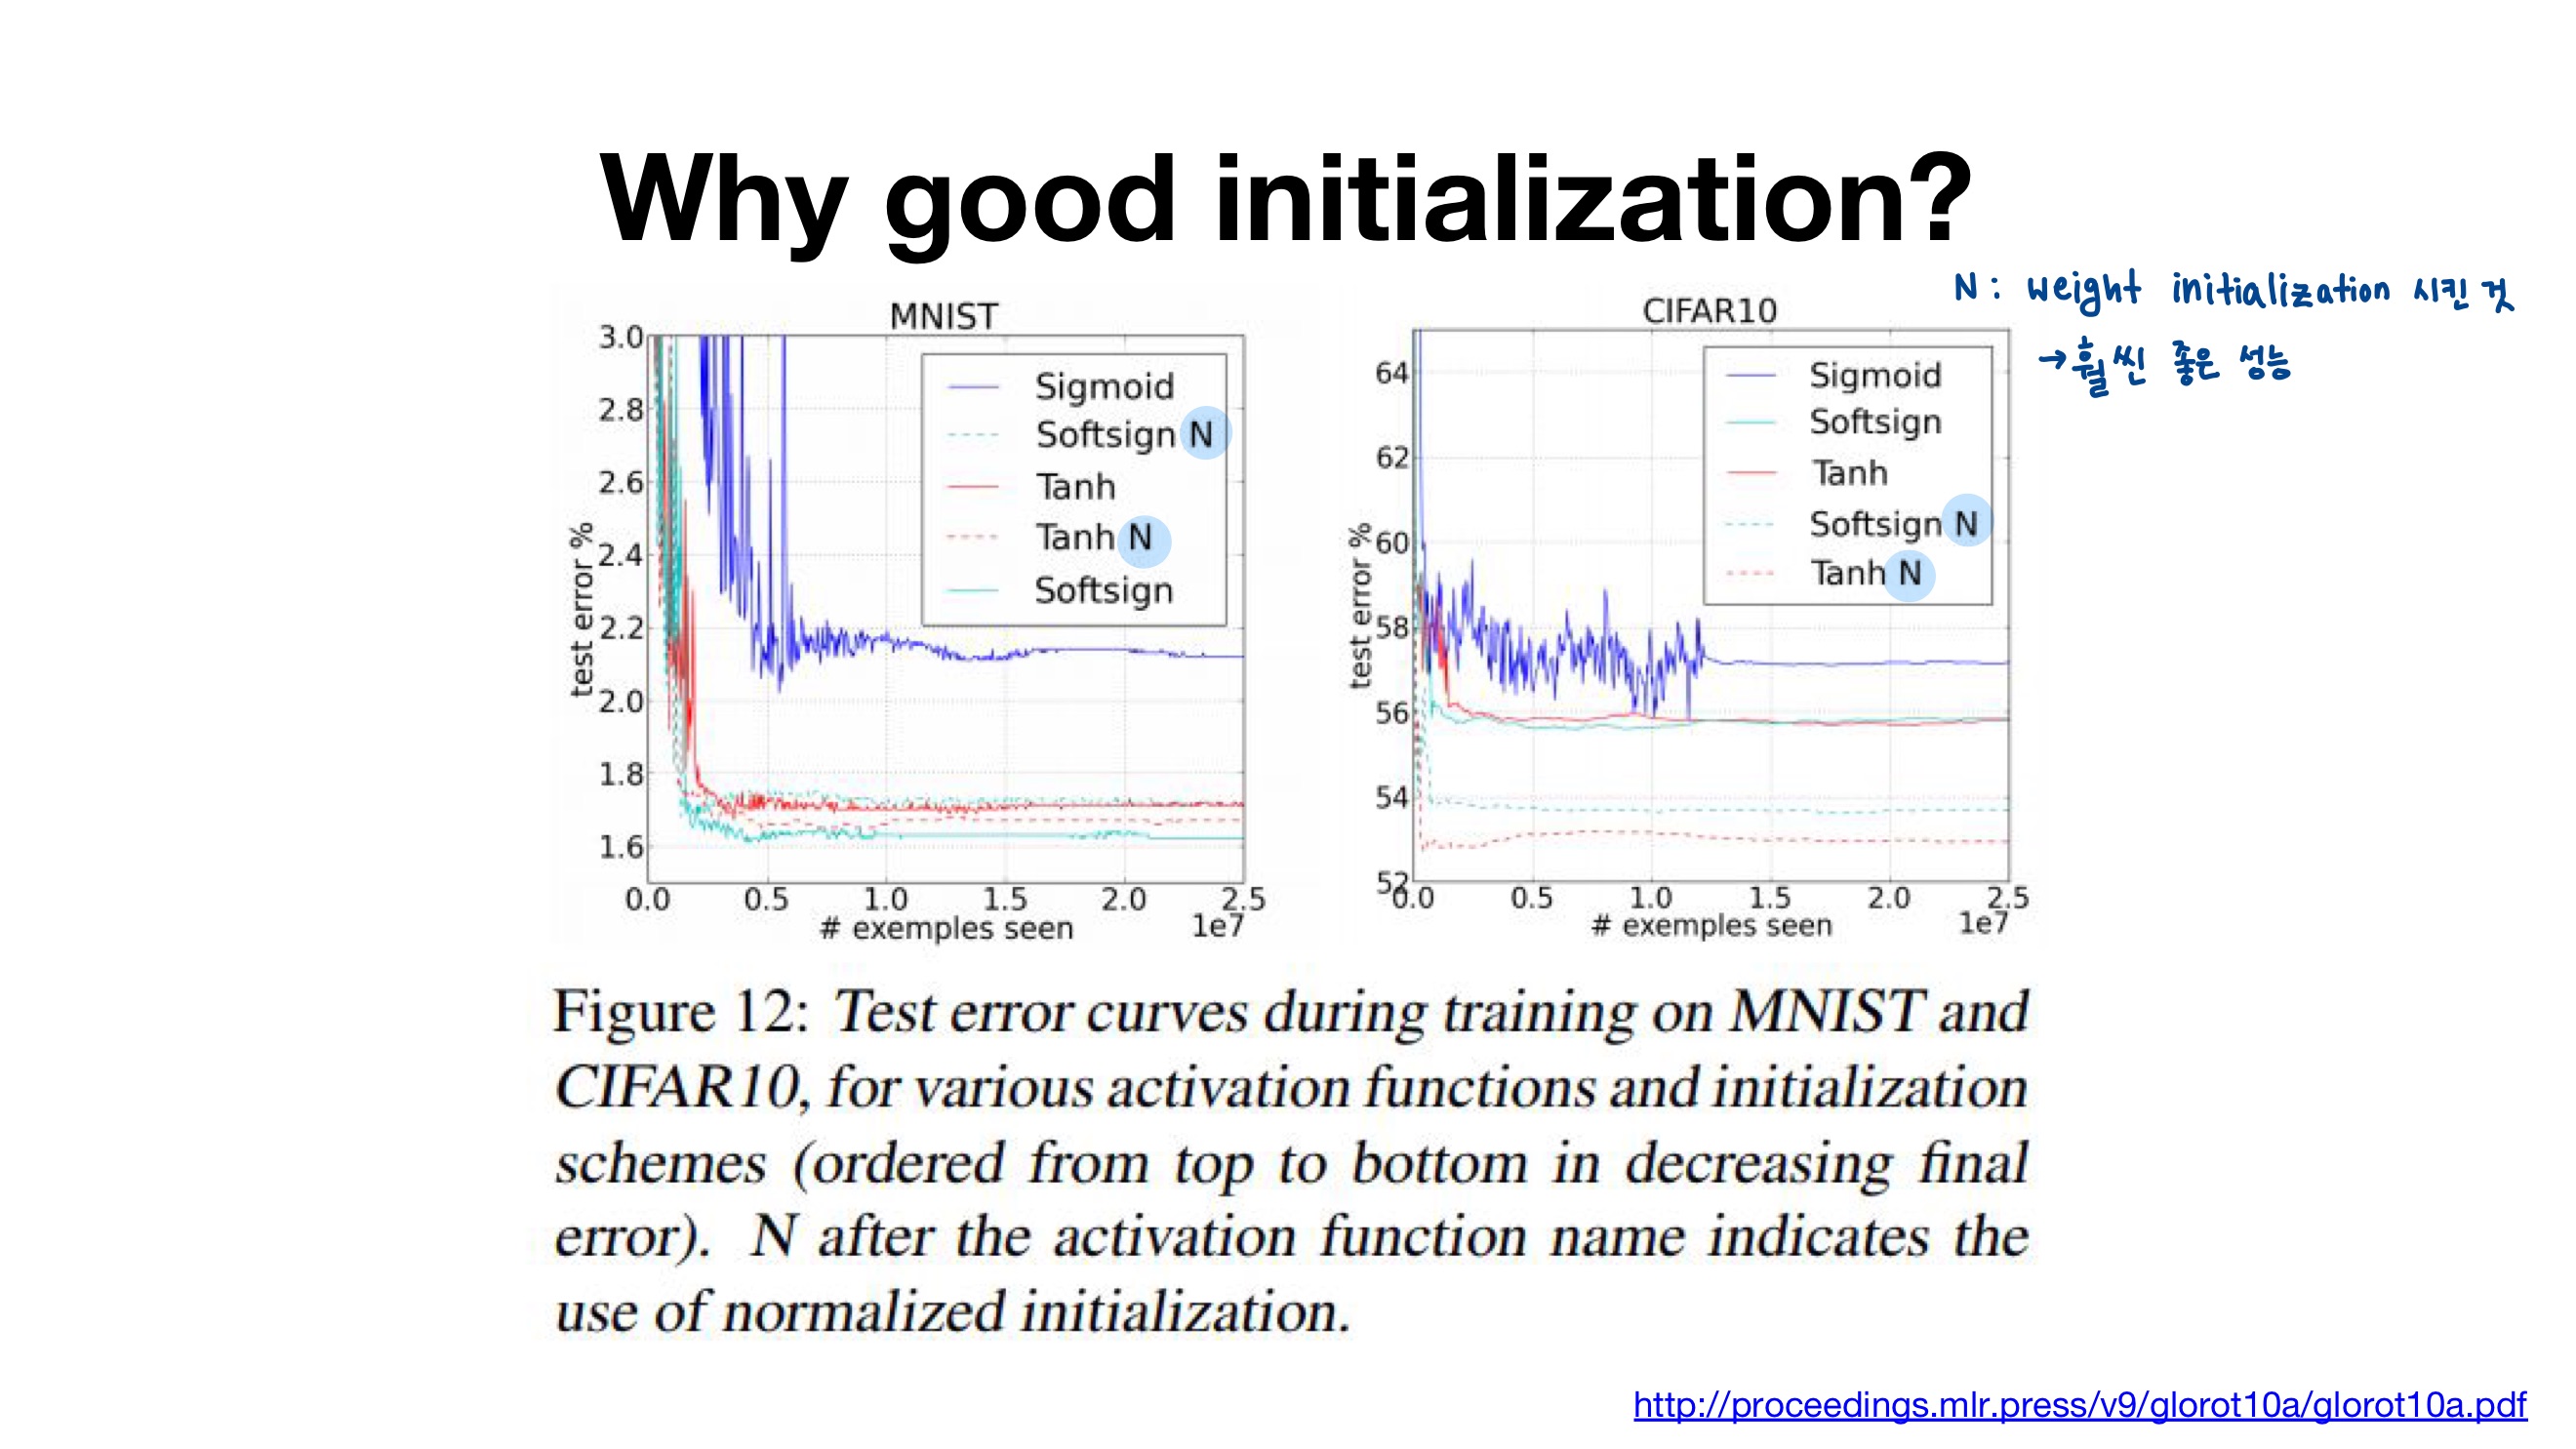 Why good initialization?
N : weight initialization 시킨 것
→ 훨씬 좋은 성능
MNIST
3.0
2.8
2.6
2.4
2.2
2.0
1.8
1.6
test error %
Sigmoid
Softsign N
Tanh
Tanh N
Softsign
0.0 0.5 1.0 1.5 2.0 2.5
# exemples seen 1e7
CIFAR10
64
62
60
58
56
54
52
test error %
Sigmoid
Softsign
Tanh
Softsign N
Tanh N
0.0 0.5 1.0 1.5 2.0 2.5
# exemples seen 1e7
Figure 12: Test error curves during training on MNIST and
CIFAR10, for various activation functions and initialization
schemes (ordered from top to bottom in decreasing final
error). N after the activation function name indicates the
use of normalized initialization.
http://proceedings.mlr.press/v9/glorot10a/glorot10a.pdf